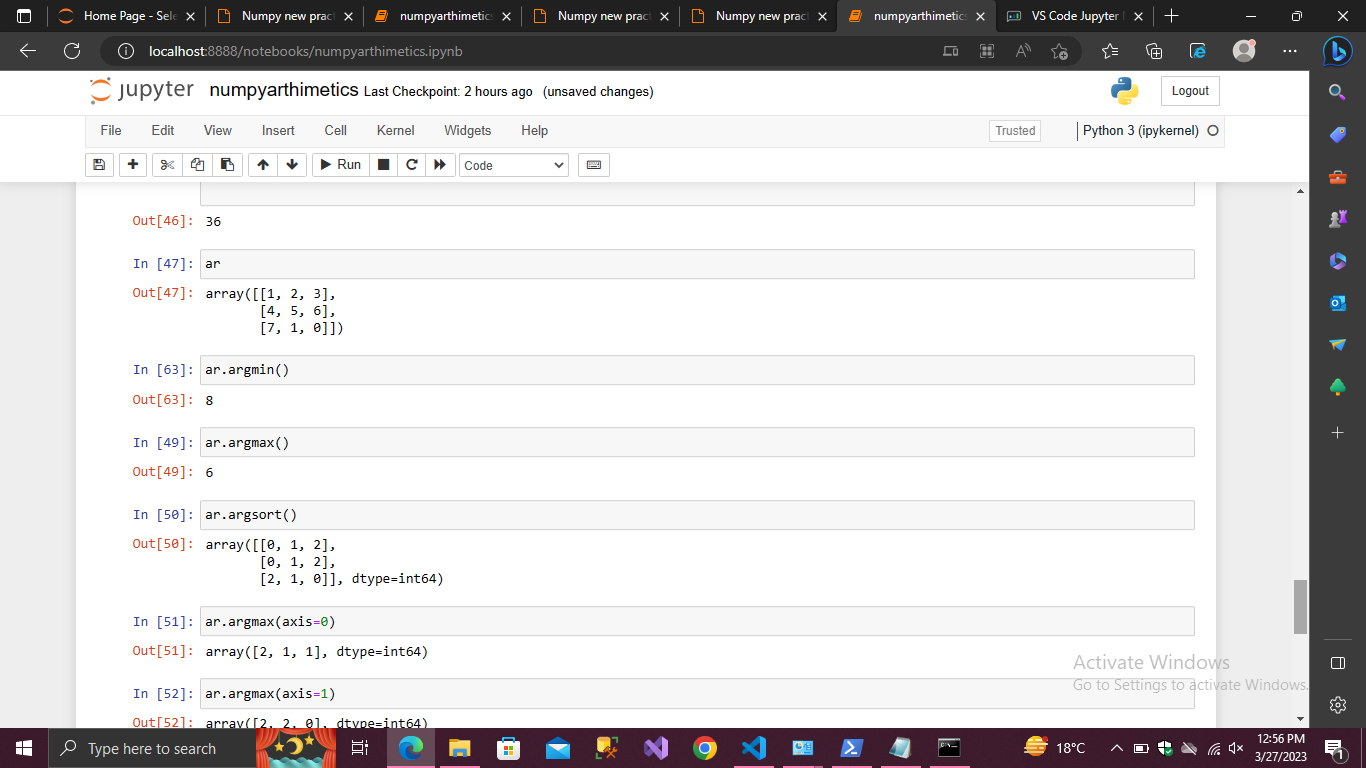 Home Page - Sele
Numpy new pract
numpyarthimetics
Numpy new pract
Numpy new pract
numpyarthimetics
VS Code Jupyter
localhost:8888/notebooks/numpyarthimetics.ipynb
jupyter numpyarthimetics Last Checkpoint: 2 hours ago (unsaved changes)
Logout
File Edit View Insert Cell Kernel Widgets Help
Trusted
Python 3 (ipykernel)
Run
Code
Out[46]: 36
In [47]: ar
Out[47]: array([[1, 2, 3],
[4, 5, 6],
[7, 1, 0]])
In [63]: ar.argmin()
Out[63]: 8
In [49]: ar.argmax()
Out[49]: 6
In [50]: ar.argsort()
Out[50]: array([[0, 1, 2],
[0, 1, 2],
[2, 1, 0]], dtype=int64)
In [51]: ar.argmax(axis=0)
Out[51]: array([2, 1, 1], dtype=int64)
In [52]: ar.argmax(axis=1)
Out[52]: array([2, 2, 0], dtype=int64)
Activate Windows
Go to Settings to activate Windows.
Type here to search
18°C
12:56 PM
3/27/2023
1